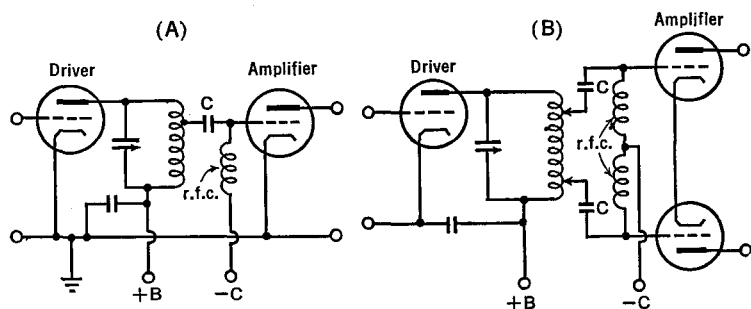 (A)
Driver
Amplifier
C
r.f.c.
+B
−C
(B)
Driver
Amplifier
C
r.f.c.
C
+B
−C